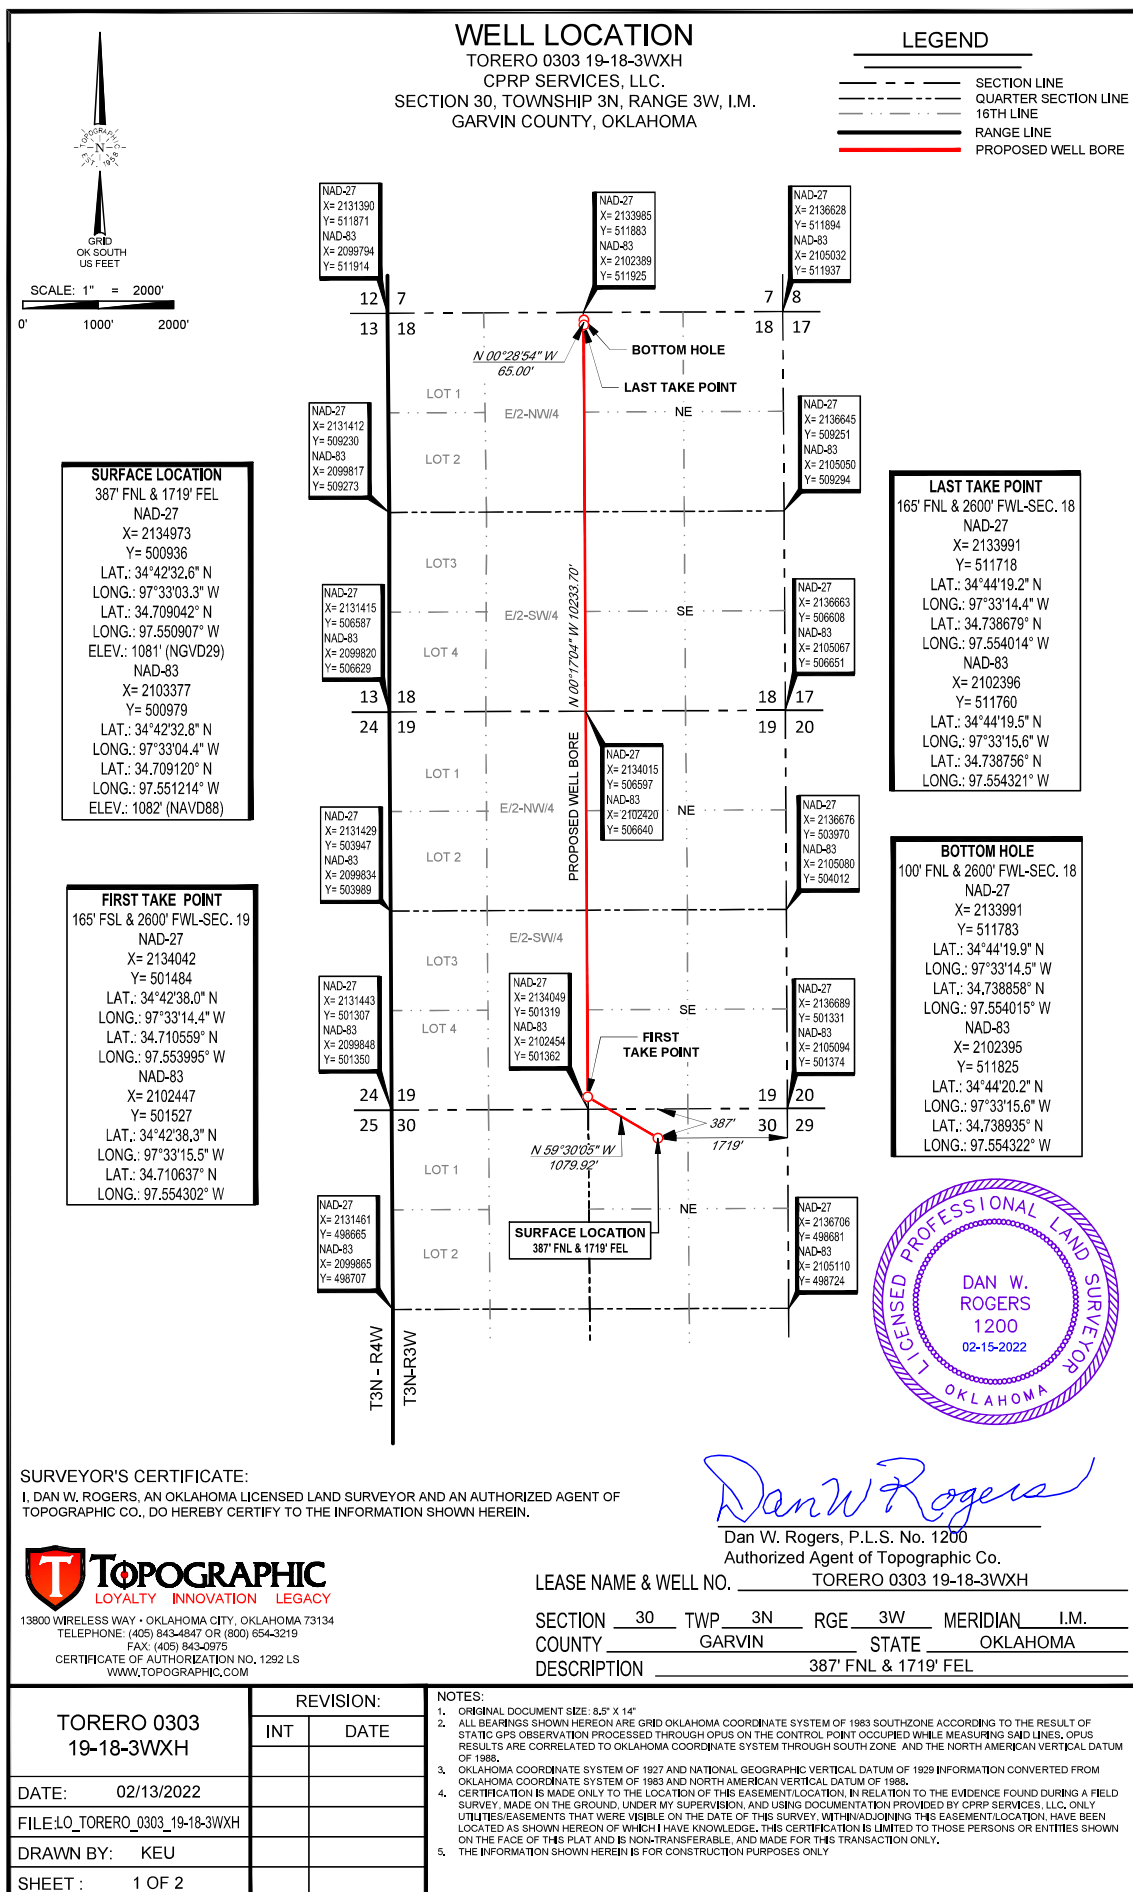 WELL LOCATION
TORERO 0303 19-18-3WXH
CPRP SERVICES, LLC.
SECTION 30, TOWNSHIP 3N, RANGE 3W, I.M.
GARVIN COUNTY, OKLAHOMA
LEGEND
SECTION LINE
QUARTER SECTION LINE
16TH LINE
RANGE LINE
PROPOSED WELL BORE
TOPOGRAPHIC
N
EST. 1958
GRID
OK SOUTH
US FEET
SCALE: 1" = 2000'
0' 1000' 2000'
NAD-27
X= 2131390
Y= 511871
NAD-83
X= 2099794
Y= 511914
NAD-27
X= 2133985
Y= 511883
NAD-83
X= 2102389
Y= 511925
NAD-27
X= 2136628
Y= 511894
NAD-83
X= 2105032
Y= 511937
12 7
13 18
7 8
18 17
N 00°28'54" W
65.00'
BOTTOM HOLE
LAST TAKE POINT
LOT 1
E/2-NW/4
NE
LOT 2
NAD-27
X= 2131412
Y= 509230
NAD-83
X= 2099817
Y= 509273
NAD-27
X= 2136645
Y= 509251
NAD-83
X= 2105050
Y= 509294
SURFACE LOCATION
387' FNL & 1719' FEL
NAD-27
X= 2134973
Y= 500936
LAT.: 34°42'32.6" N
LONG.: 97°33'03.3" W
LAT.: 34.709042° N
LONG.: 97.550907° W
ELEV.: 1081' (NGVD29)
NAD-83
X= 2103377
Y= 500979
LAT.: 34°42'32.8" N
LONG.: 97°33'04.4" W
LAT.: 34.709120° N
LONG.: 97.551214° W
ELEV.: 1082' (NAVD88)
LAST TAKE POINT
165' FNL & 2600' FWL-SEC. 18
NAD-27
X= 2133991
Y= 511718
LAT.: 34°44'19.2" N
LONG.: 97°33'14.4" W
LAT.: 34.738679° N
LONG.: 97.554014° W
NAD-83
X= 2102396
Y= 511760
LAT.: 34°44'19.5" N
LONG.: 97°33'15.6" W
LAT.: 34.738756° N
LONG.: 97.554321° W
LOT3
E/2-SW/4
SE
LOT 4
NAD-27
X= 2131415
Y= 506587
NAD-83
X= 2099820
Y= 506629
NAD-27
X= 2136663
Y= 506608
NAD-83
X= 2105067
Y= 506651
N 00°17'04" W 10233.70'
PROPOSED WELL BORE
13 18
24 19
18 17
19 20
NAD-27
X= 2134015
Y= 506597
NAD-83
X= 2102420
Y= 506640
LOT 1
E/2-NW/4
NE
LOT 2
NAD-27
X= 2131429
Y= 503947
NAD-83
X= 2099834
Y= 503989
NAD-27
X= 2136676
Y= 503970
NAD-83
X= 2105080
Y= 504012
FIRST TAKE POINT
165' FSL & 2600' FWL-SEC. 19
NAD-27
X= 2134042
Y= 501484
LAT.: 34°42'38.0" N
LONG.: 97°33'14.4" W
LAT.: 34.710559° N
LONG.: 97.553995° W
NAD-83
X= 2102447
Y= 501527
LAT.: 34°42'38.3" N
LONG.: 97°33'15.5" W
LAT.: 34.710637° N
LONG.: 97.554302° W
BOTTOM HOLE
100' FNL & 2600' FWL-SEC. 18
NAD-27
X= 2133991
Y= 511783
LAT.: 34°44'19.9" N
LONG.: 97°33'14.5" W
LAT.: 34.738858° N
LONG.: 97.554015° W
NAD-83
X= 2102395
Y= 511825
LAT.: 34°44'20.2" N
LONG.: 97°33'15.6" W
LAT.: 34.738935° N
LONG.: 97.554322° W
E/2-SW/4
LOT3
SE
LOT 4
NAD-27
X= 2131443
Y= 501307
NAD-83
X= 2099848
Y= 501350
NAD-27
X= 2134049
Y= 501319
NAD-83
X= 2102454
Y= 501362
NAD-27
X= 2136689
Y= 501331
NAD-83
X= 2105094
Y= 501374
FIRST
TAKE POINT
24 19
25 30
19 20
30 29
387'
1719'
N 59°30'05" W
1079.92'
LOT 1
NE
LOT 2
SURFACE LOCATION
387' FNL & 1719' FEL
NAD-27
X= 2131461
Y= 498665
NAD-83
X= 2099865
Y= 498707
NAD-27
X= 2136706
Y= 498681
NAD-83
X= 2105110
Y= 498724
T3N - R4W
T3N-R3W
LICENSED PROFESSIONAL LAND SURVEYOR
DAN W.
ROGERS
1200
02-15-2022
OKLAHOMA
SURVEYOR'S CERTIFICATE:
I, DAN W. ROGERS, AN OKLAHOMA LICENSED LAND SURVEYOR AND AN AUTHORIZED AGENT OF
TOPOGRAPHIC CO., DO HEREBY CERTIFY TO THE INFORMATION SHOWN HEREIN.
Dan W Rogers
Dan W. Rogers, P.L.S. No. 1200
Authorized Agent of Topographic Co.
T TOPOGRAPHIC
LOYALTY INNOVATION LEGACY
13800 WIRELESS WAY • OKLAHOMA CITY, OKLAHOMA 73134
TELEPHONE: (405) 843-4847 OR (800) 654-3219
FAX: (405) 843-0975
CERTIFICATE OF AUTHORIZATION NO. 1292 LS
WWW.TOPOGRAPHIC.COM
LEASE NAME & WELL NO. TORERO 0303 19-18-3WXH
SECTION 30 TWP 3N RGE 3W MERIDIAN I.M.
COUNTY GARVIN STATE OKLAHOMA
DESCRIPTION 387' FNL & 1719' FEL
TORERO 0303
19-18-3WXH
DATE: 02/13/2022
FILE:LO_TORERO_0303_19-18-3WXH
DRAWN BY: KEU
SHEET : 1 OF 2
REVISION:
INT DATE
NOTES:
1. ORIGINAL DOCUMENT SIZE: 8.5" X 14"
2. ALL BEARINGS SHOWN HEREON ARE GRID OKLAHOMA COORDINATE SYSTEM OF 1983 SOUTHZONE ACCORDING TO THE RESULT OF
STATIC GPS OBSERVATION PROCESSED THROUGH OPUS ON THE CONTROL POINT OCCUPIED WHILE MEASURING SAID LINES. OPUS
RESULTS ARE CORRELATED TO OKLAHOMA COORDINATE SYSTEM THROUGH SOUTH ZONE AND THE NORTH AMERICAN VERTICAL DATUM
OF 1988.
3. OKLAHOMA COORDINATE SYSTEM OF 1927 AND NATIONAL GEOGRAPHIC VERTICAL DATUM OF 1929 INFORMATION CONVERTED FROM
OKLAHOMA COORDINATE SYSTEM OF 1983 AND NORTH AMERICAN VERTICAL DATUM OF 1988.
4. CERTIFICATION IS MADE ONLY TO THE LOCATION OF THIS EASEMENT/LOCATION, IN RELATION TO THE EVIDENCE FOUND DURING A FIELD
SURVEY, MADE ON THE GROUND, UNDER MY SUPERVISION, AND USING DOCUMENTATION PROVIDED BY CPRP SERVICES, LLC. ONLY
UTILITIES/EASEMENTS THAT WERE VISIBLE ON THE DATE OF THIS SURVEY, WITHIN/ADJOINING THIS EASEMENT/LOCATION, HAVE BEEN
LOCATED AS SHOWN HEREON OF WHICH I HAVE KNOWLEDGE. THIS CERTIFICATION IS LIMITED TO THOSE PERSONS OR ENTITIES SHOWN
ON THE FACE OF THIS PLAT AND IS NON-TRANSFERABLE, AND MADE FOR THIS TRANSACTION ONLY.
5. THE INFORMATION SHOWN HEREIN IS FOR CONSTRUCTION PURPOSES ONLY